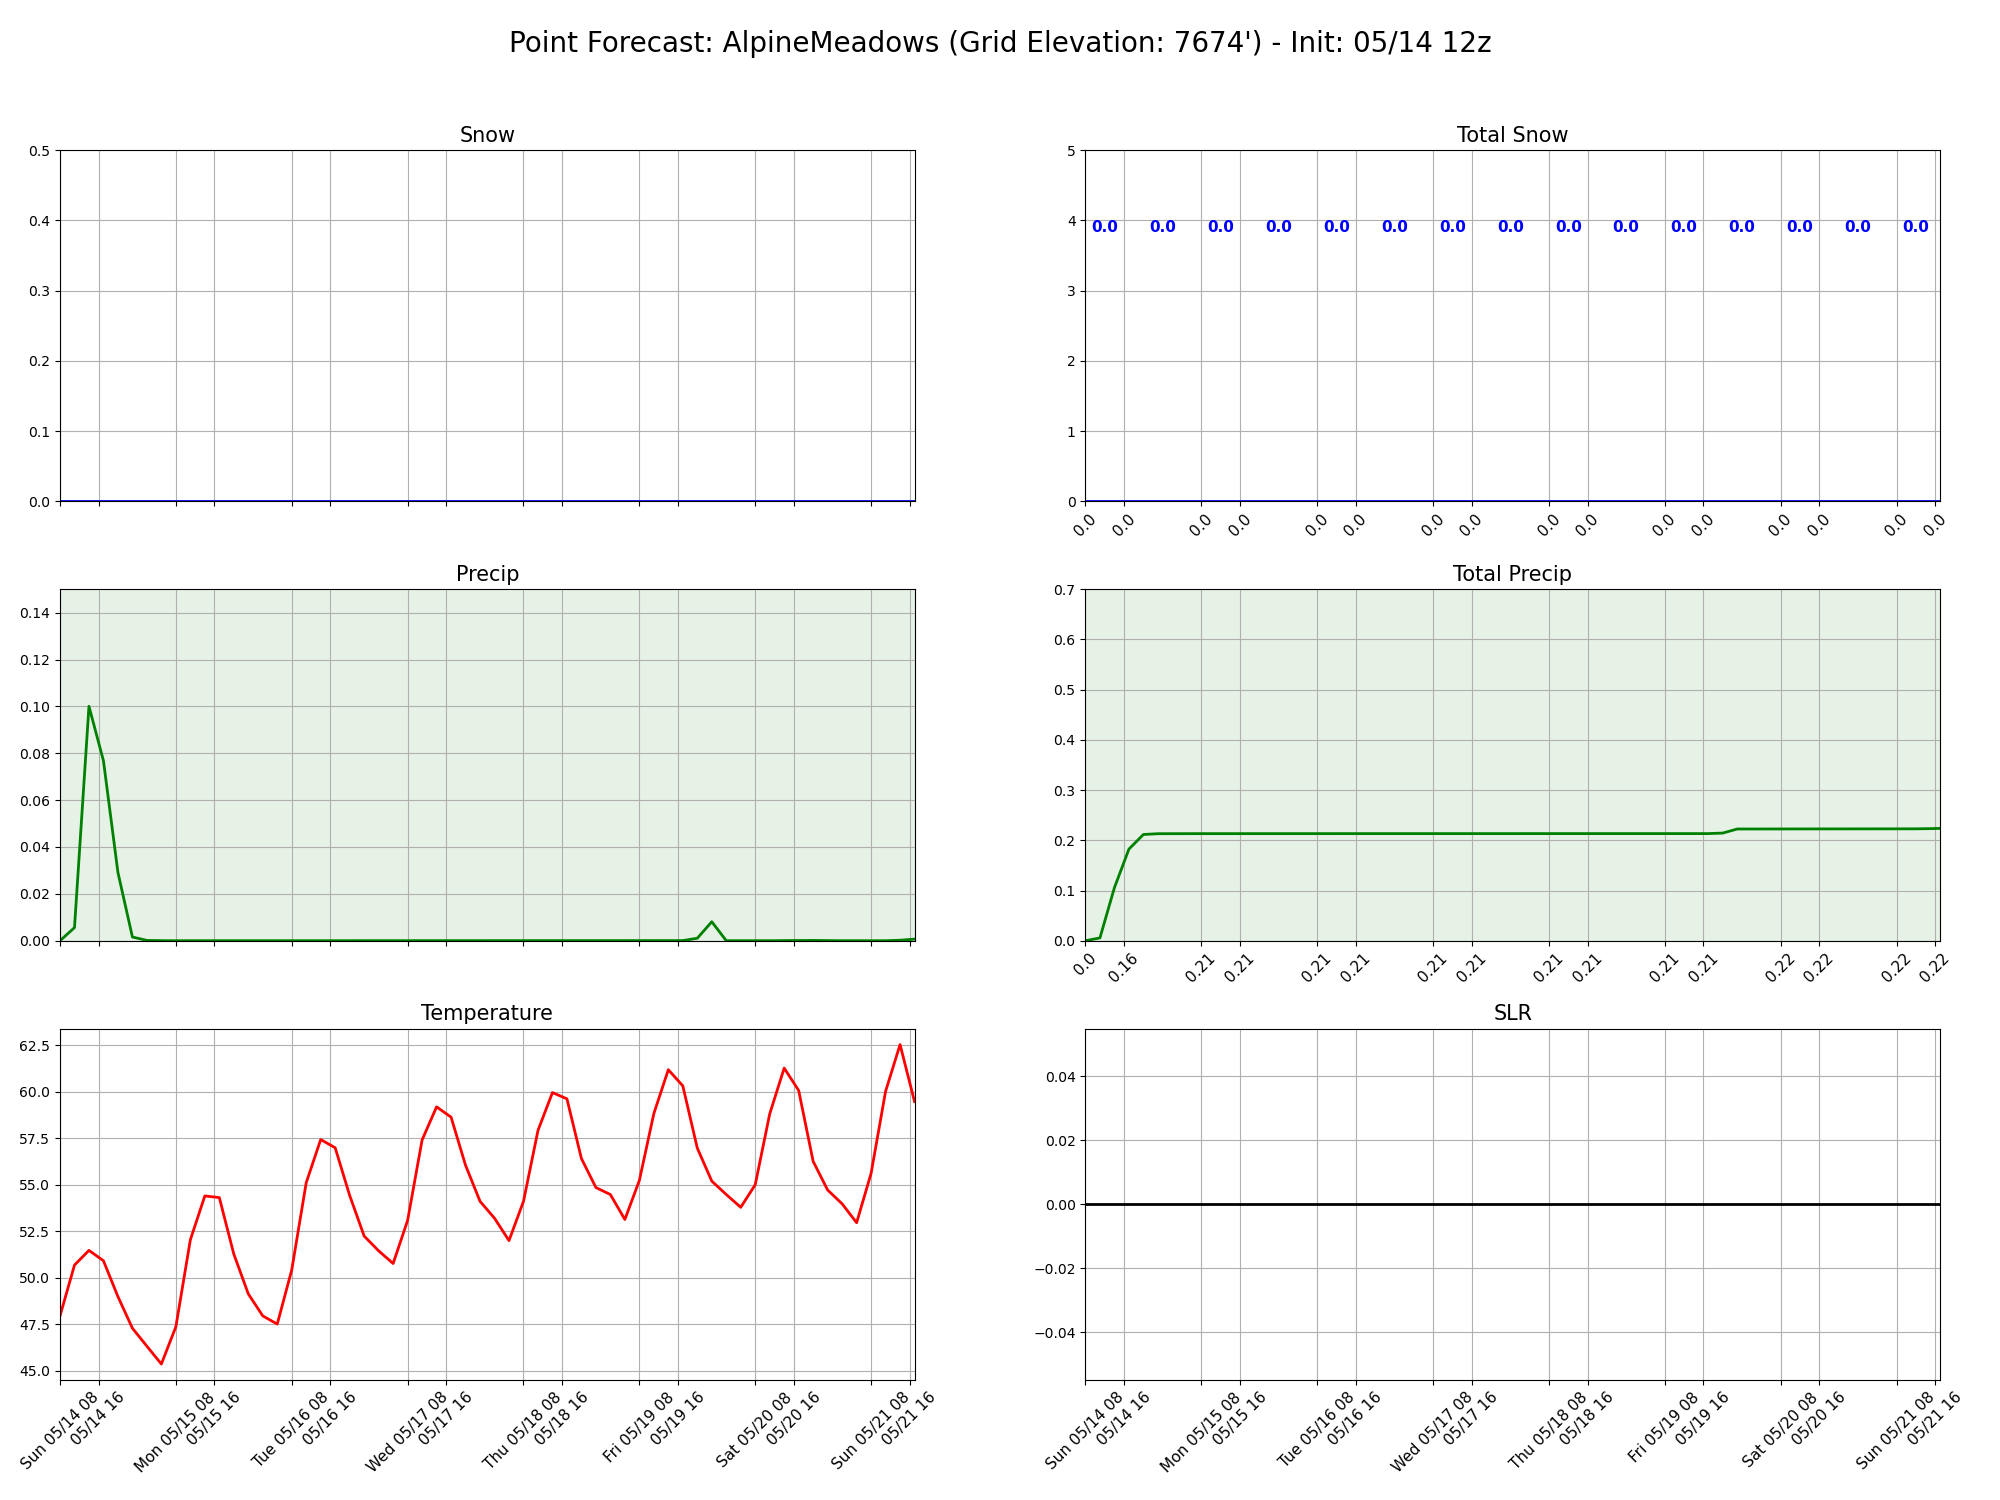 Point Forecast: AlpineMeadows (Grid Elevation: 7674') - Init: 05/14 12z
Snow
0.5
0.4
0.3
0.2
0.1
0.0
Total Snow
5
4
3
2
1
0
0.0 0.0 0.0 0.0 0.0 0.0 0.0 0.0 0.0 0.0 0.0 0.0 0.0 0.0 0.0
0.0 0.0 0.0 0.0 0.0 0.0 0.0 0.0 0.0 0.0 0.0 0.0 0.0 0.0 0.0 0.0
Precip
0.14
0.12
0.10
0.08
0.06
0.04
0.02
0.00
Total Precip
0.7
0.6
0.5
0.4
0.3
0.2
0.1
0.0
0.0 0.16 0.21 0.21 0.21 0.21 0.21 0.21 0.21 0.21 0.21 0.21 0.22 0.22 0.22 0.22
Temperature
62.5
60.0
57.5
55.0
52.5
50.0
47.5
45.0
Sun 05/14 08
05/14 16
Mon 05/15 08
05/15 16
Tue 05/16 08
05/16 16
Wed 05/17 08
05/17 16
Thu 05/18 08
05/18 16
Fri 05/19 08
05/19 16
Sat 05/20 08
05/20 16
Sun 05/21 08
05/21 16
SLR
0.04
0.02
0.00
−0.02
−0.04
Sun 05/14 08
05/14 16
Mon 05/15 08
05/15 16
Tue 05/16 08
05/16 16
Wed 05/17 08
05/17 16
Thu 05/18 08
05/18 16
Fri 05/19 08
05/19 16
Sat 05/20 08
05/20 16
Sun 05/21 08
05/21 16